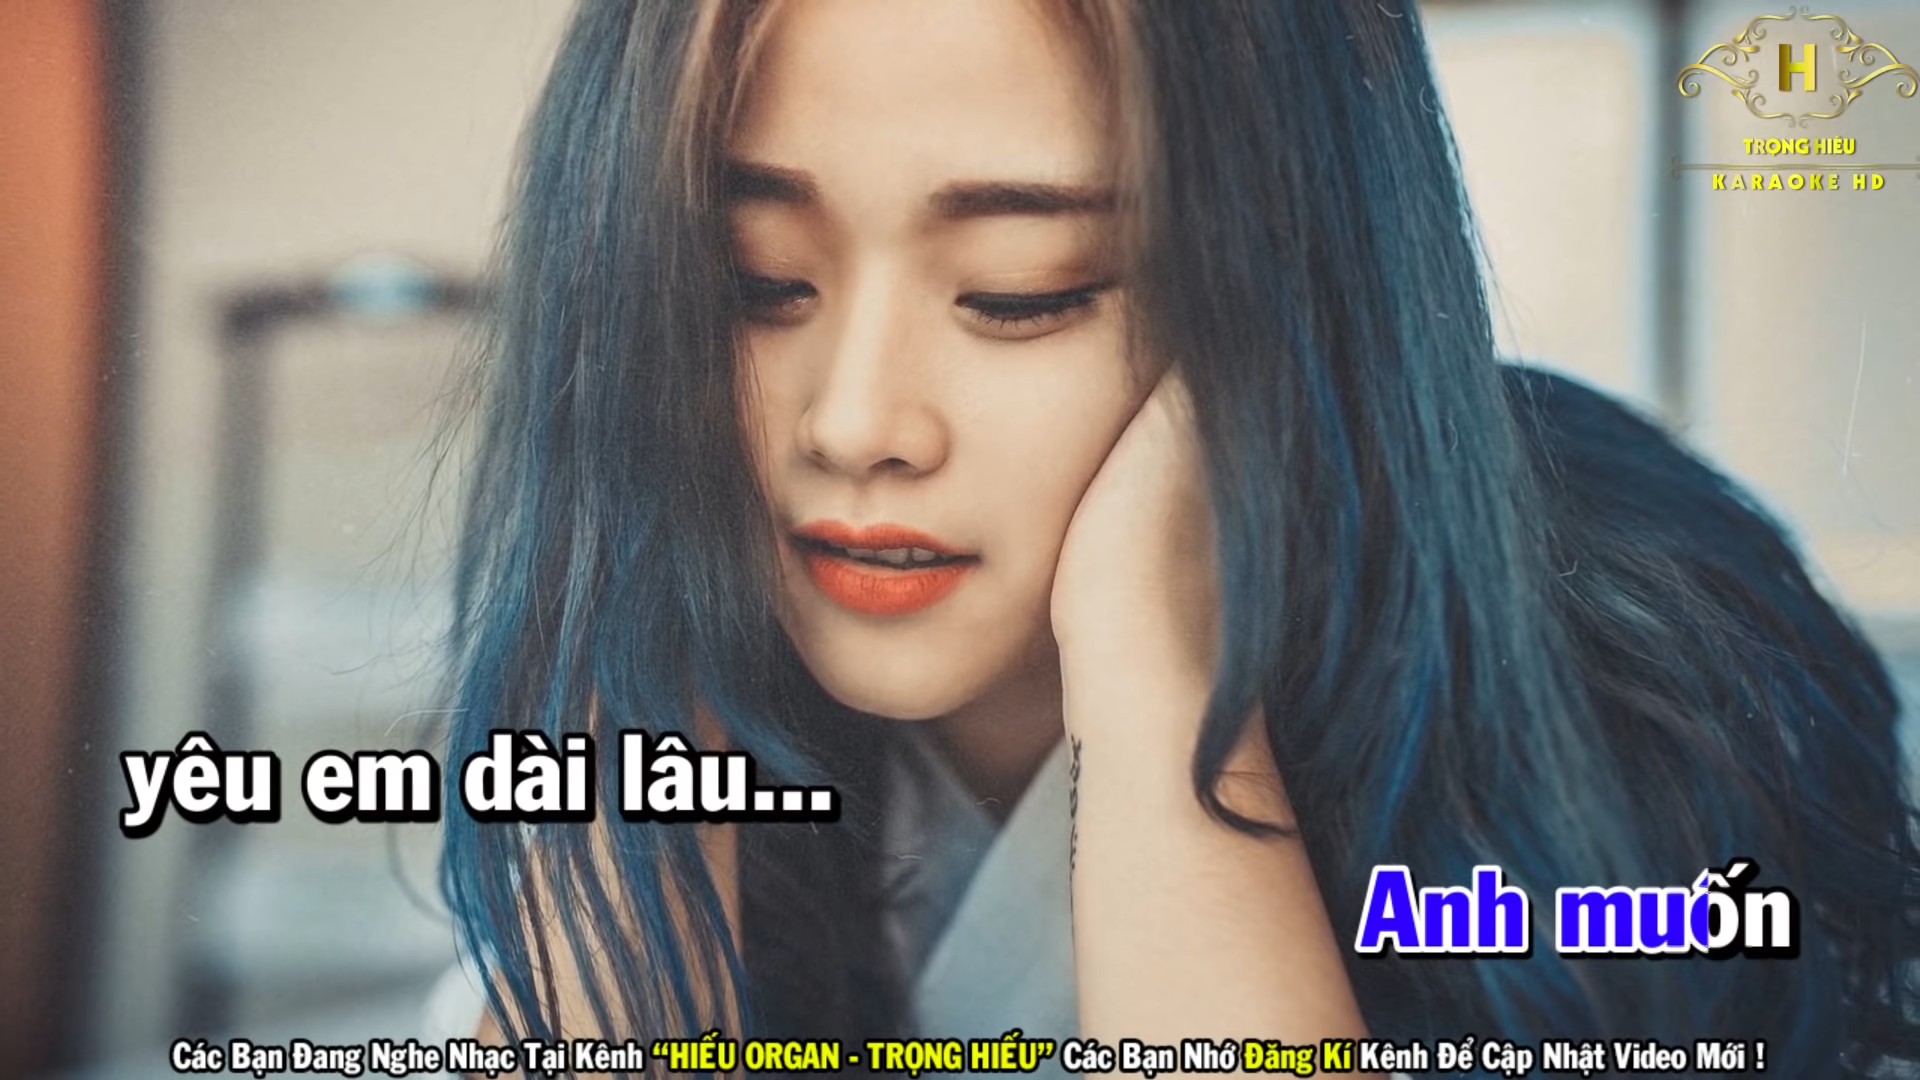 H
TRỌNG HIẾU
KARAOKE HD
yêu em dài lâu...
Anh muốn
Các Bạn Đang Nghe Nhạc Tại Kênh “HIẾU ORGAN - TRỌNG HIẾU” Các Bạn Nhớ Đăng Kí Kênh Để Cập Nhật Video Mới !